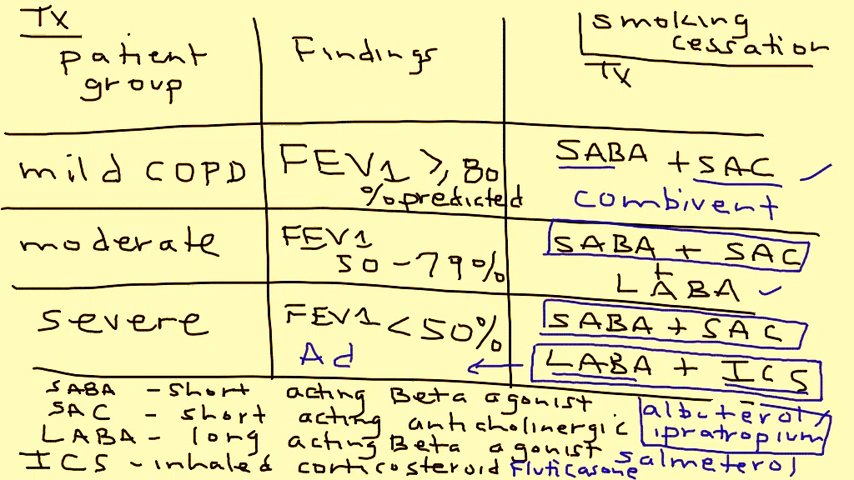 TX
patient group
Findings
smoking cessation
TX
mild COPD
FEV1 ⩾ 80
% predicted
SABA + SAC ✓
combivent
moderate
FEV1
50 - 79%
SABA + SAC
+
LABA ✓
severe
FEV1 < 50%
Ad
SABA + SAC
← LABA + ICS
SABA - short acting Beta agonist
SAC - short acting anticholinergic
albuterol/
ipratropium
LABA - long acting Beta agonist
salmeterol
ICS - inhaled corticosteroid Fluticasone